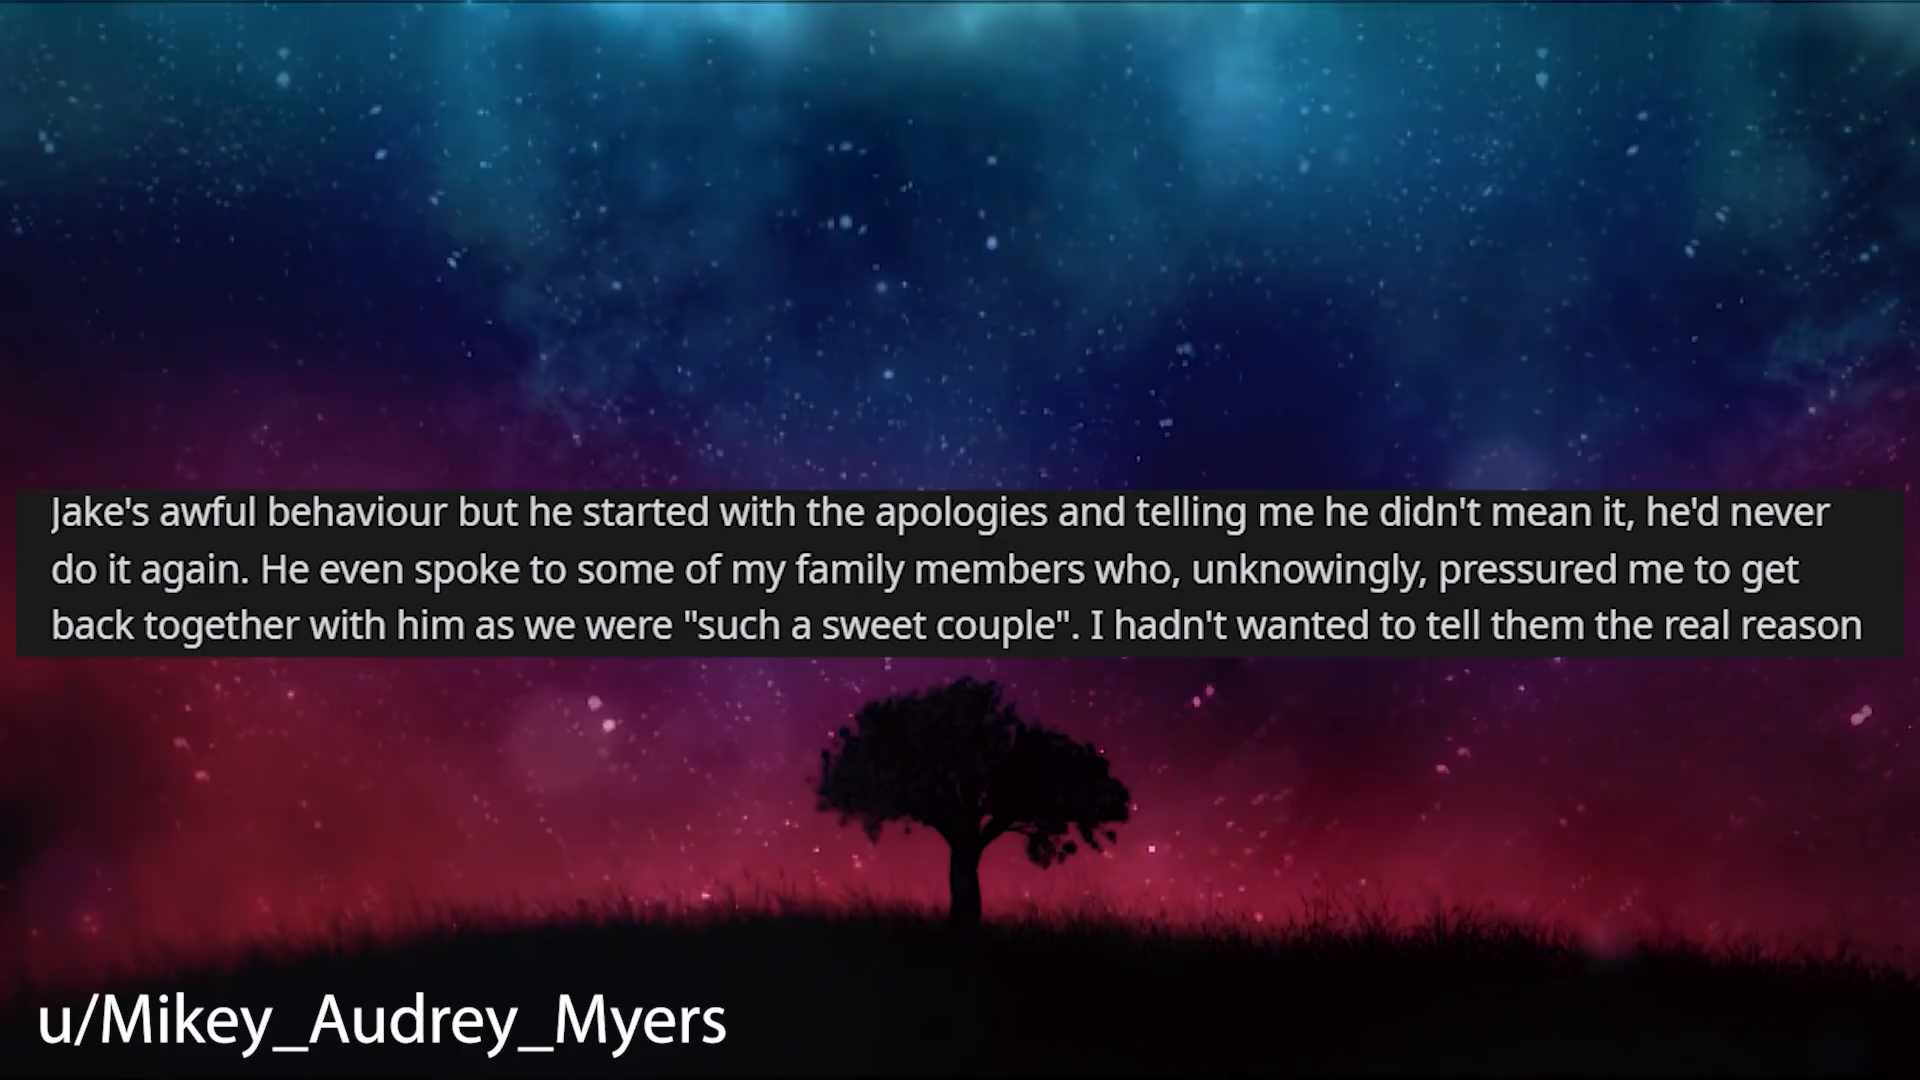 Jake's awful behaviour but he started with the apologies and telling me he didn't mean it, he'd never
do it again. He even spoke to some of my family members who, unknowingly, pressured me to get
back together with him as we were "such a sweet couple". I hadn't wanted to tell them the real reason
u/Mikey_Audrey_Myers